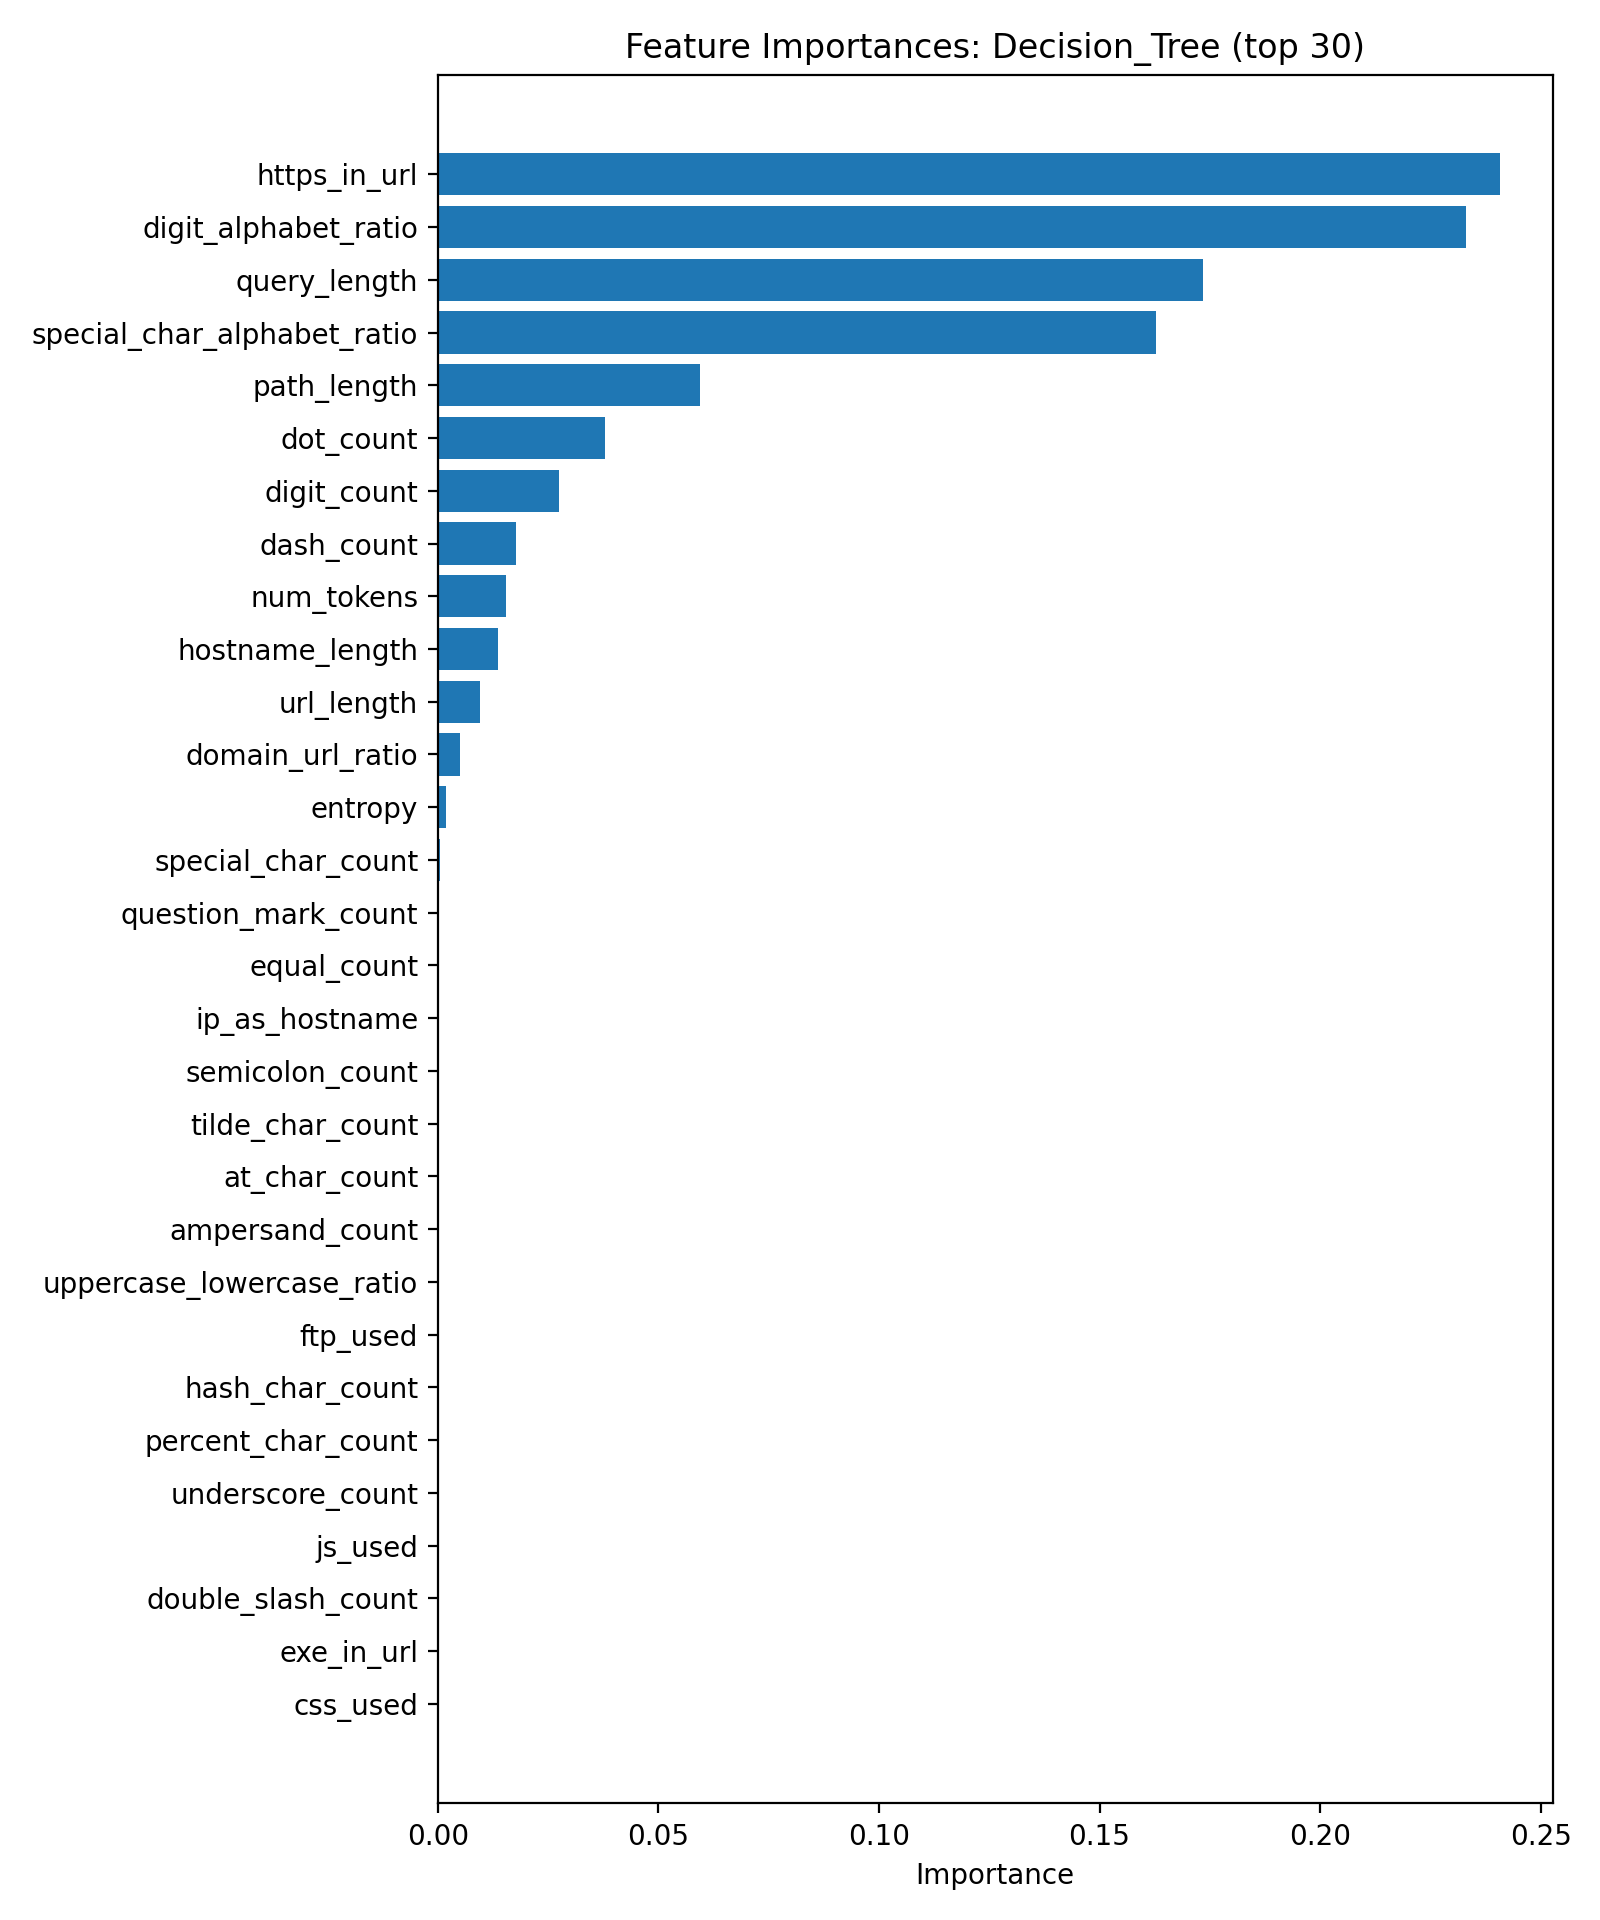 Feature Importances: Decision_Tree (top 30)
https_in_url
digit_alphabet_ratio
query_length
special_char_alphabet_ratio
path_length
dot_count
digit_count
dash_count
num_tokens
hostname_length
url_length
domain_url_ratio
entropy
special_char_count
question_mark_count
equal_count
ip_as_hostname
semicolon_count
tilde_char_count
at_char_count
ampersand_count
uppercase_lowercase_ratio
ftp_used
hash_char_count
percent_char_count
underscore_count
js_used
double_slash_count
exe_in_url
css_used
0.00 0.05 0.10 0.15 0.20 0.25
Importance